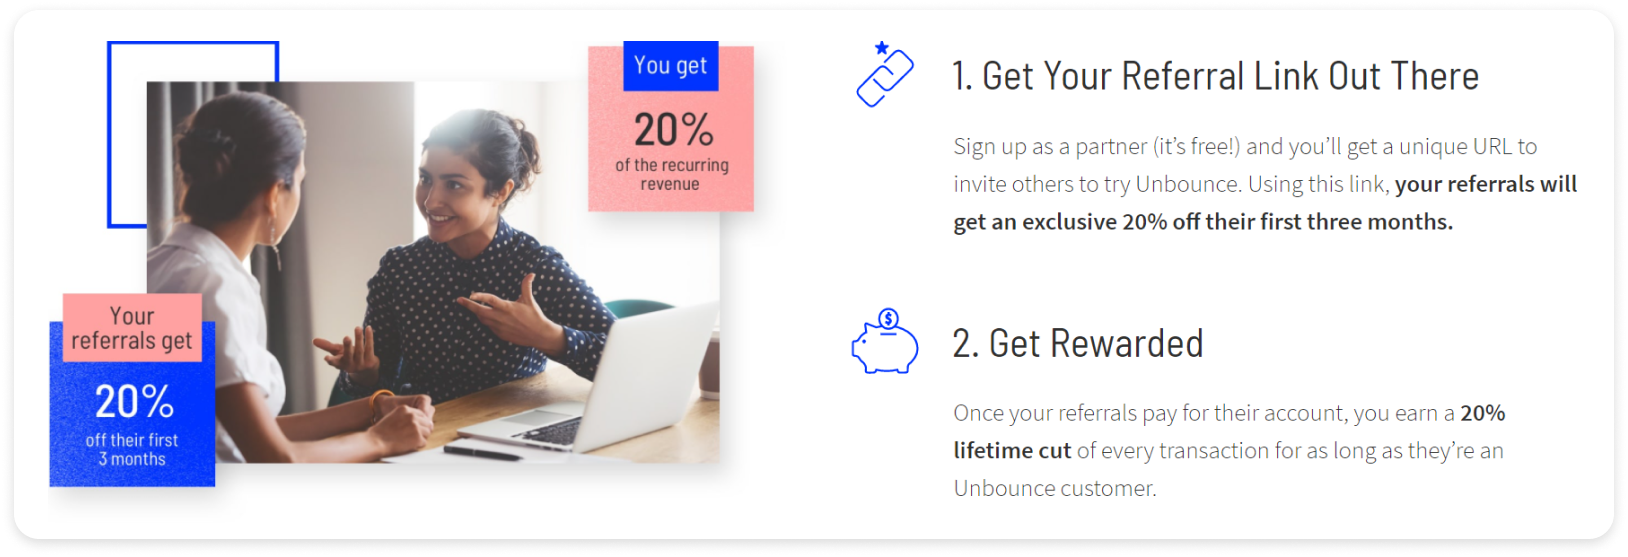 You get
20%
of the recurring
revenue
Your
referrals get
20%
off their first
3 months
1. Get Your Referral Link Out There
Sign up as a partner (it’s free!) and you’ll get a unique URL to
invite others to try Unbounce. Using this link, your referrals will
get an exclusive 20% off their first three months.
$
2. Get Rewarded
Once your referrals pay for their account, you earn a 20%
lifetime cut of every transaction for as long as they’re an
Unbounce customer.